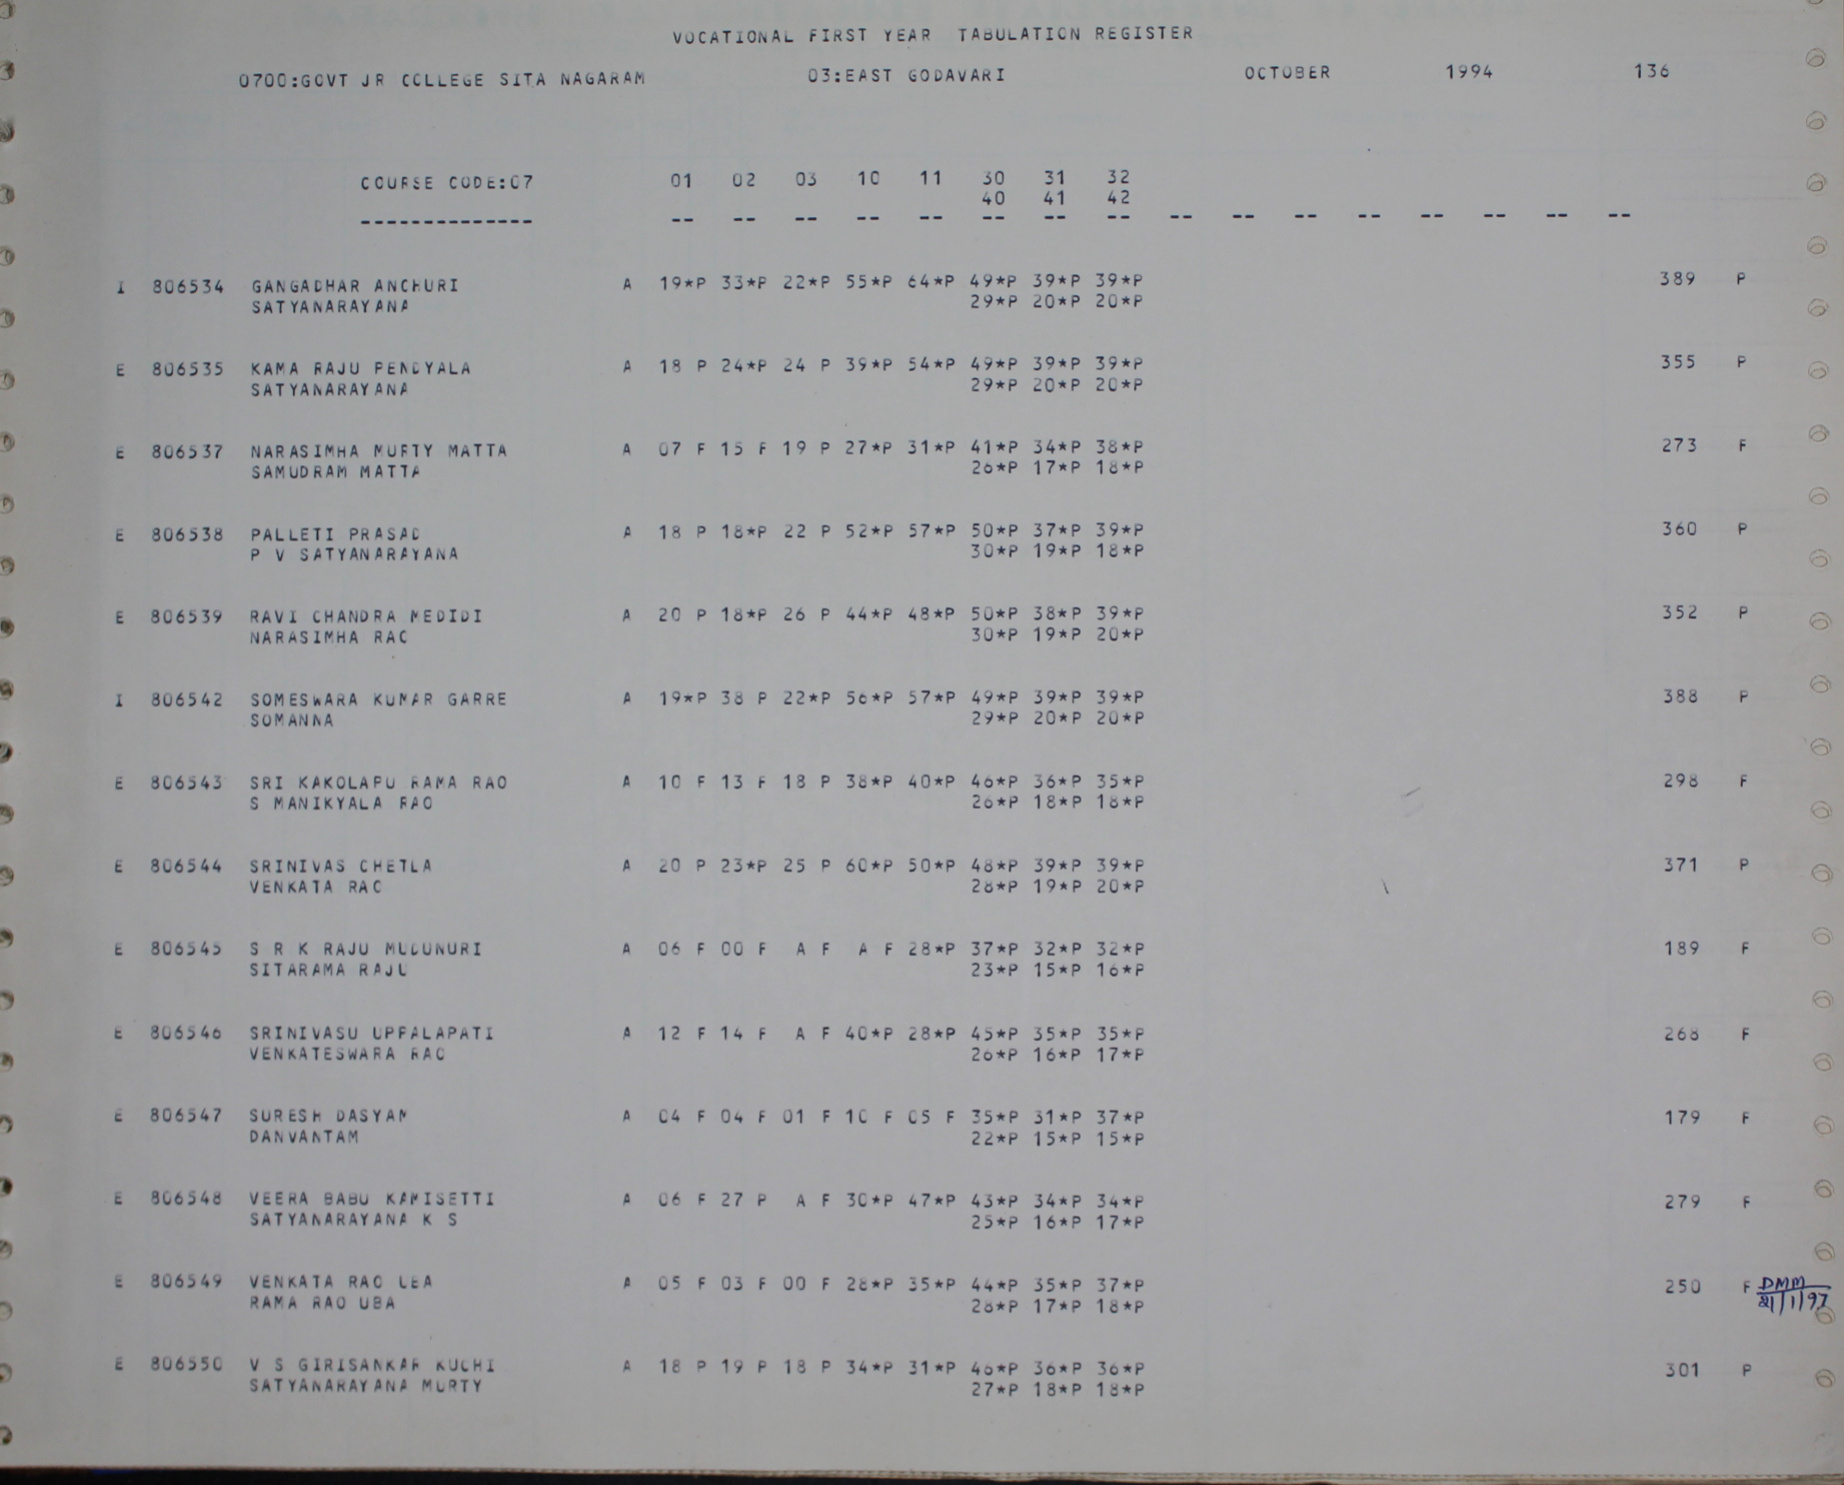 VOCATIONAL FIRST YEAR TABULATION REGISTER
0700:GOVT JR COLLEGE SITA NAGARAM 03:EAST GODAVARI OCTOBER 1994 136
COURSE CODE:07 01 02 03 10 11 30 31 32
40 41 42
-------------- -- -- -- -- -- -- -- -- -- -- -- -- -- -- -- --
I 806534 GANGADHAR ANCHURI A 19*P 33*P 22*P 55*P 64*P 49*P 39*P 39*P 389 P
SATYANARAYANA 29*P 20*P 20*P
E 806535 KAMA RAJU PENDYALA A 18 P 24*P 24 P 39*P 54*P 49*P 39*P 39*P 355 P
SATYANARAYANA 29*P 20*P 20*P
E 806537 NARASIMHA MURTY MATTA A 07 F 15 F 19 P 27*P 31*P 41*P 34*P 38*P 273 F
SAMUDRAM MATTA 26*P 17*P 18*P
E 806538 PALLETI PRASAD A 18 P 18*P 22 P 52*P 57*P 50*P 37*P 39*P 360 P
P V SATYANARAYANA 30*P 19*P 18*P
E 806539 RAVI CHANDRA MEDIDI A 20 P 18*P 26 P 44*P 48*P 50*P 38*P 39*P 352 P
NARASIMHA RAO 30*P 19*P 20*P
I 806542 SOMESWARA KUMAR GARRE A 19*P 38 P 22*P 56*P 57*P 49*P 39*P 39*P 388 P
SOMANNA 29*P 20*P 20*P
E 806543 SRI KAKOLAPU RAMA RAO A 10 F 13 F 18 P 38*P 40*P 46*P 36*P 35*P 298 F
S MANIKYALA RAO 26*P 18*P 18*P
E 806544 SRINIVAS CHETLA A 20 P 23*P 25 P 60*P 50*P 48*P 39*P 39*P 371 P
VENKATA RAO 28*P 19*P 20*P
E 806545 S R K RAJU MUDUNURI A 06 F 00 F A F A F 28*P 37*P 32*P 32*P 189 F
SITARAMA RAJU 23*P 15*P 16*P
E 806546 SRINIVASU UPPALAPATI A 12 F 14 F A F 40*P 28*P 45*P 35*P 35*P 268 F
VENKATESWARA RAO 26*P 16*P 17*P
E 806547 SURESH DASYAM A 04 F 04 F 01 F 10 F 05 F 35*P 31*P 37*P 179 F
DANVANTAM 22*P 15*P 15*P
E 806548 VEERA BABU KAMISETTI A 06 F 27 P A F 30*P 47*P 43*P 34*P 34*P 279 F
SATYANARAYANA K S 25*P 16*P 17*P
E 806549 VENKATA RAO UBA A 05 F 03 F 00 F 28*P 35*P 44*P 35*P 37*P 250 F DMM
RAMA RAO UBA 28*P 17*P 18*P 21/1/97
E 806550 V S GIRISANKAR KUCHI A 18 P 19 P 18 P 34*P 31*P 46*P 36*P 36*P 301 P
SATYANARAYANA MURTY 27*P 18*P 18*P